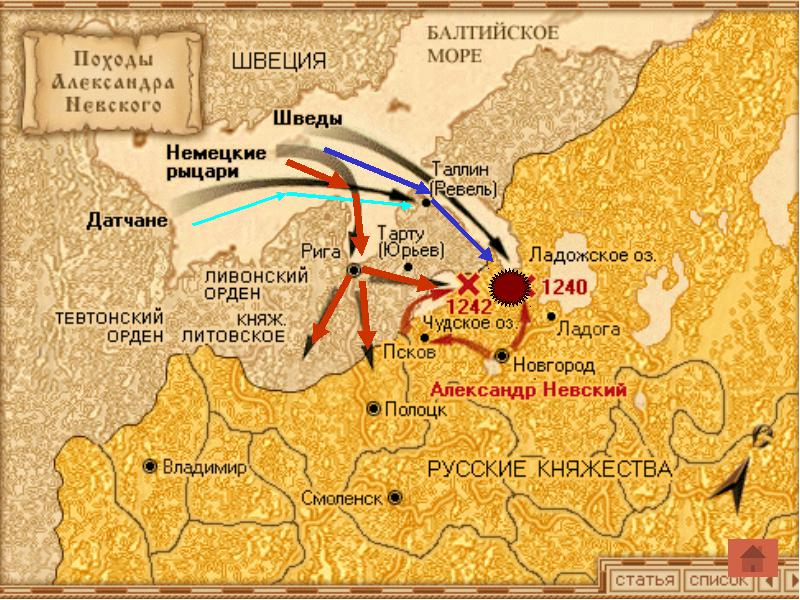 Походы
Александра
Невского
ШВЕЦИЯ
БАЛТИЙСКОЕ
МОРЕ
Шведы
Немецкие
рыцари
Датчане
Таллин
(Ревель)
Тарту
(Юрьев)
Рига
Ладожское оз.
ЛИВОНСКИЙ
ОРДЕН
1240
1242
ТЕВТОНСКИЙ
ОРДЕН
КНЯЖ.
ЛИТОВСКОЕ
Чудское оз.
Ладога
Псков
Новгород
Александр Невский
Полоцк
Владимир
РУССКИЕ КНЯЖЕСТВА
Смоленск
С
статья
список